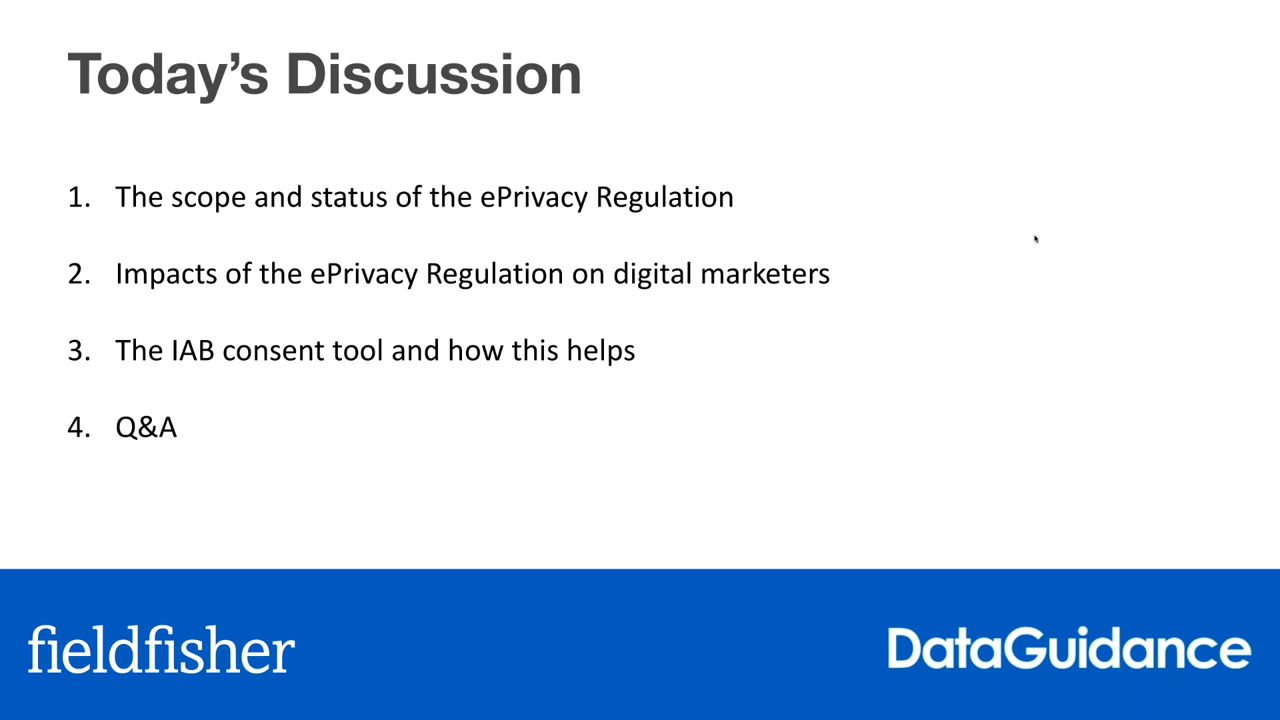 Today’s Discussion
1. The scope and status of the ePrivacy Regulation
2. Impacts of the ePrivacy Regulation on digital marketers
3. The IAB consent tool and how this helps
4. Q&A
fieldfisher
DataGuidance